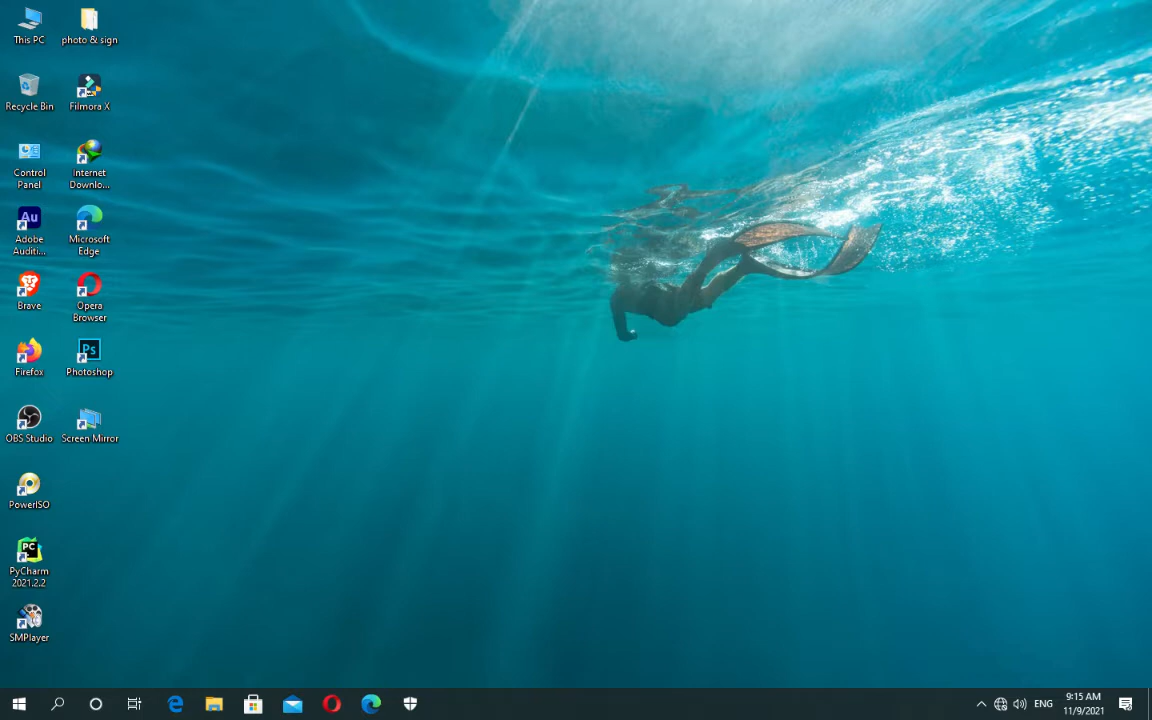 This PC
photo & sign
Recycle Bin
Filmora X
Control
Panel
Internet
Downlo...
Au
Adobe
Auditi...
Microsoft
Edge
Brave
Opera
Browser
Firefox
Ps
Photoshop
OBS Studio
Screen Mirror
PowerISO
PC
PyCharm
2021.2.2
SMPlayer
ENG
9:15 AM
11/9/2021